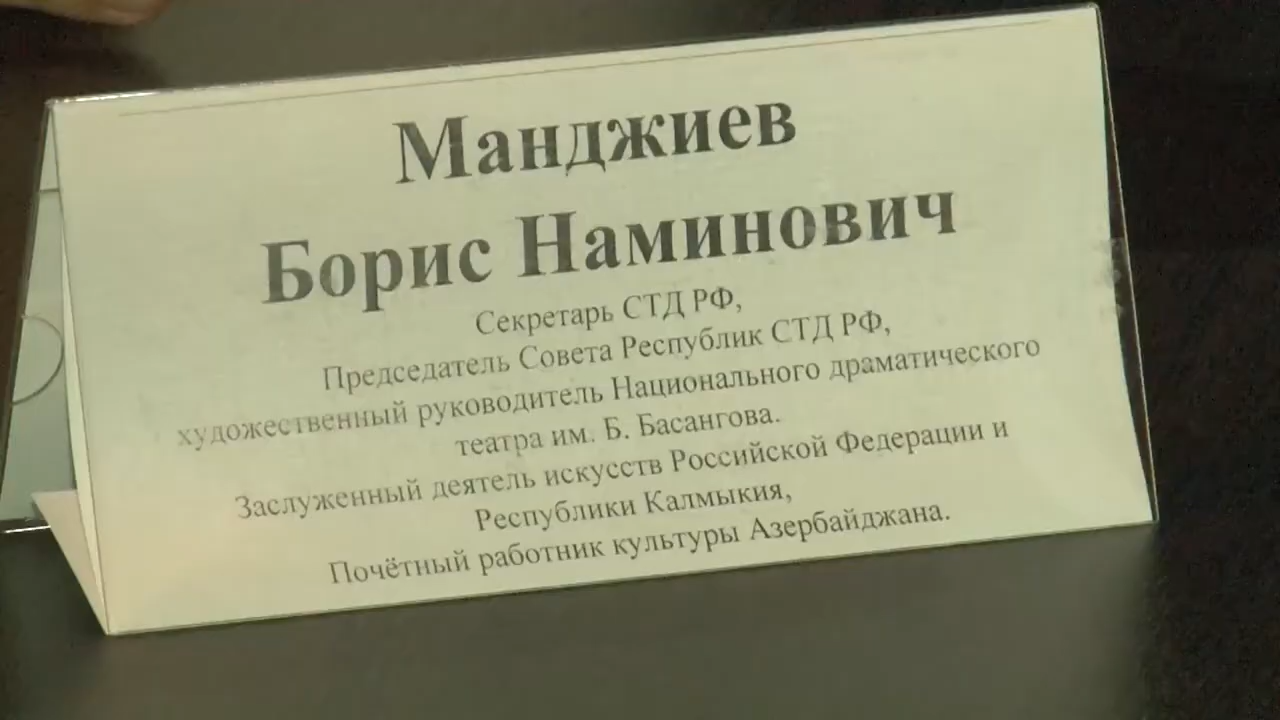 Манджиев
Борис Наминович
Секретарь СТД РФ,
Председатель Совета Республик СТД РФ,
художественный руководитель Национального драматического
театра им. Б. Басангова.
Заслуженный деятель искусств Российской Федерации и
Республики Калмыкия,
Почётный работник культуры Азербайджана.